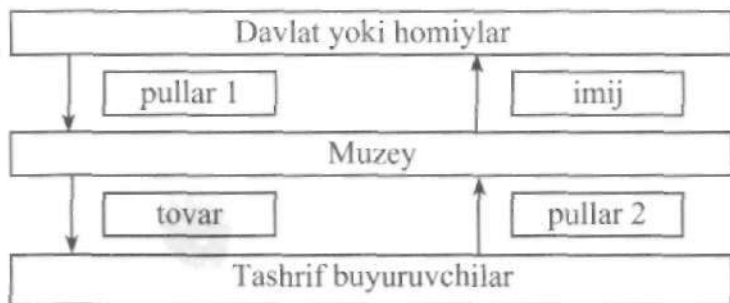 Davlat yoki homiylar
pullar 1
imij
Muzey
tovar
pullar 2
Tashrif buyuruvchilar